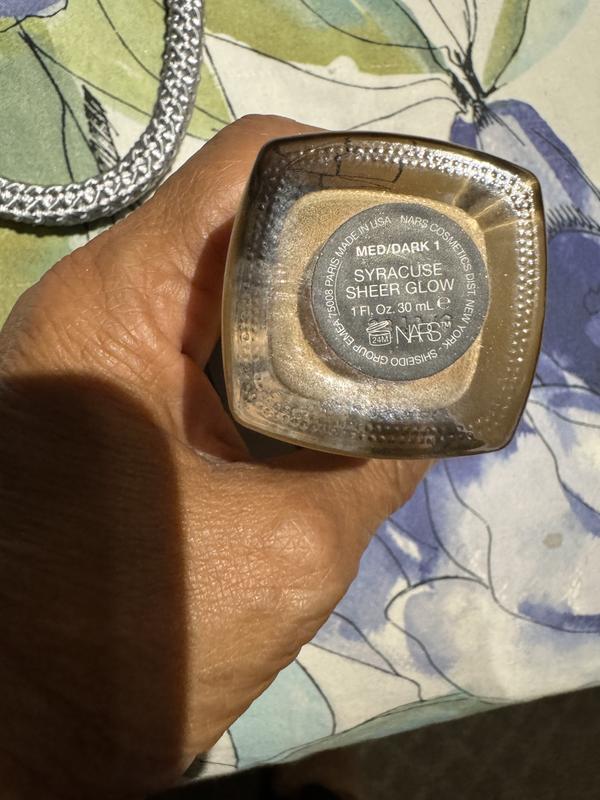 MED/DARK 1
SYRACUSE
SHEER GLOW
1 Fl. Oz. 30 mL ℮
24M NARS™
SHISEIDO GROUP EMEA 75008 PARIS MADE IN USA NARS COSMETICS DIST. NEW YORK